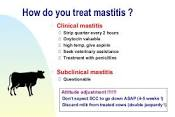 How do you treat mastitis ?
Clinical mastitis
Strip quarter every 2 hours
Oxytocin valuable
high temp, give aspirin
Seek veterinary assistance
Treatment with penicillins
Subclinical mastitis
Questionable
Attitude adjustment !!!!!!
Don't expect SCC to go down ASAP (4-5 weeks !)
Discard milk from treated cows (double jeopardy !)